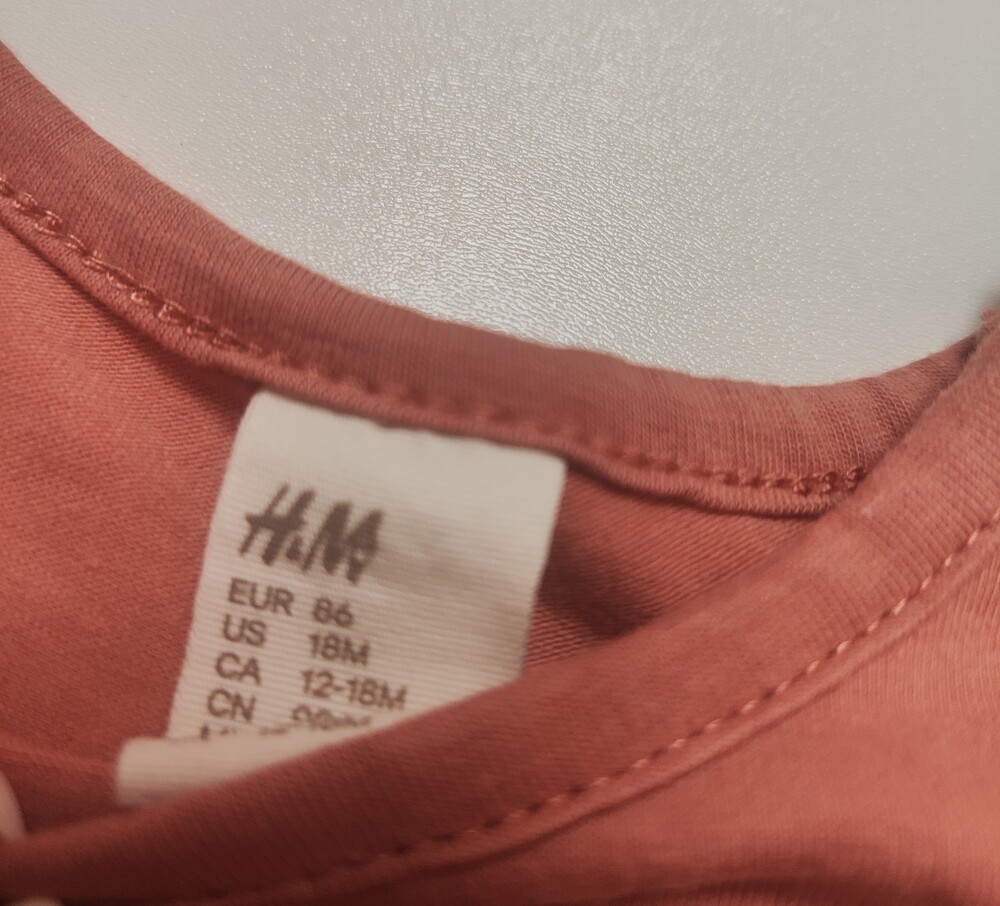 H&M
EUR 86
US 18M
CA 12-18M
CN